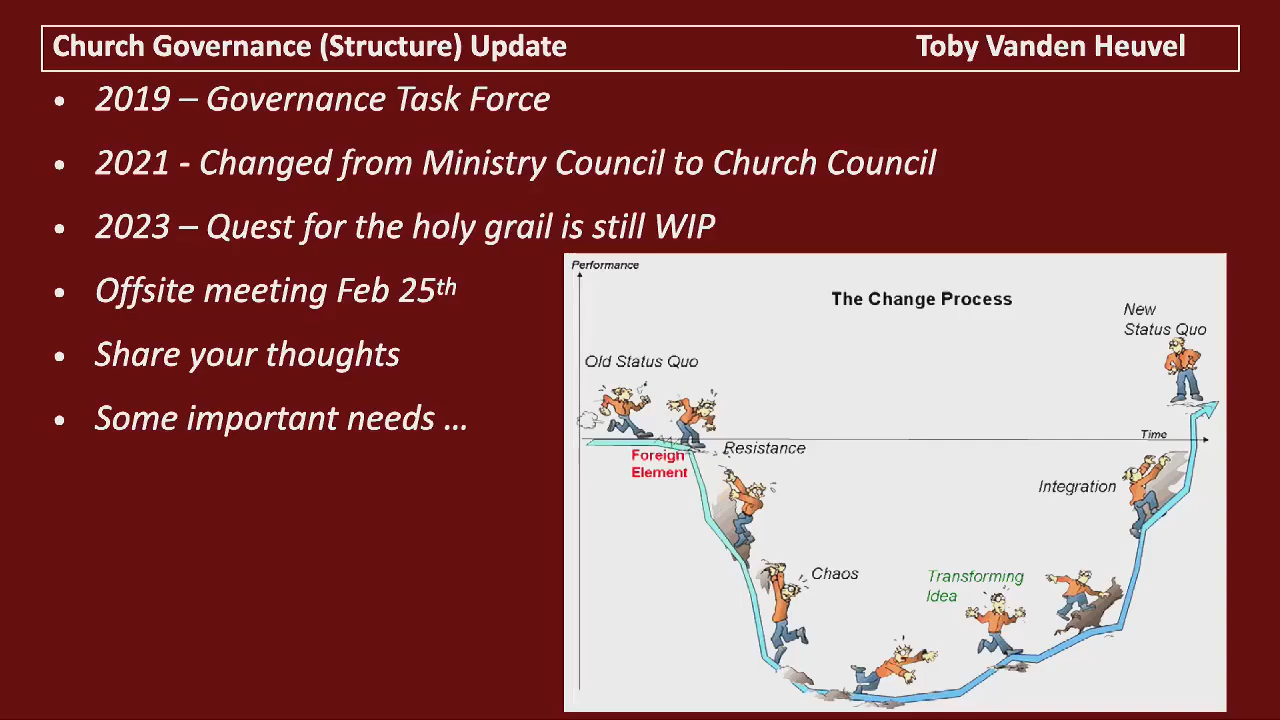 Church Governance (Structure) Update Toby Vanden Heuvel
• 2019 – Governance Task Force
• 2021 - Changed from Ministry Council to Church Council
• 2023 – Quest for the holy grail is still WIP
• Offsite meeting Feb 25th
• Share your thoughts
• Some important needs ...
Performance
The Change Process
New
Status Quo
Old Status Quo
Time
Foreign
Element
Resistance
Integration
Chaos
Transforming
Idea